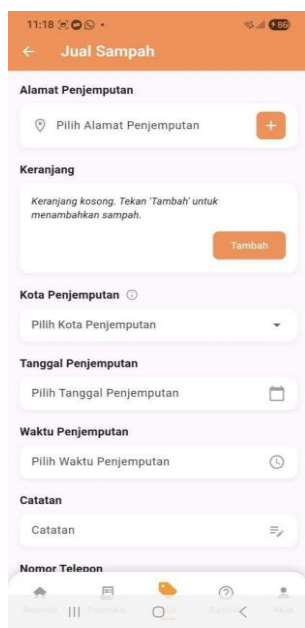 11:18
Jual Sampah
Alamat Penjemputan
Pilih Alamat Penjemputan
Keranjang
Keranjang kosong. Tekan 'Tambah' untuk
menambahkan sampah.
Tambah
Kota Penjemputan
Pilih Kota Penjemputan
Tanggal Penjemputan
Pilih Tanggal Penjemputan
Waktu Penjemputan
Pilih Waktu Penjemputan
Catatan
Catatan
Nomor Telepon